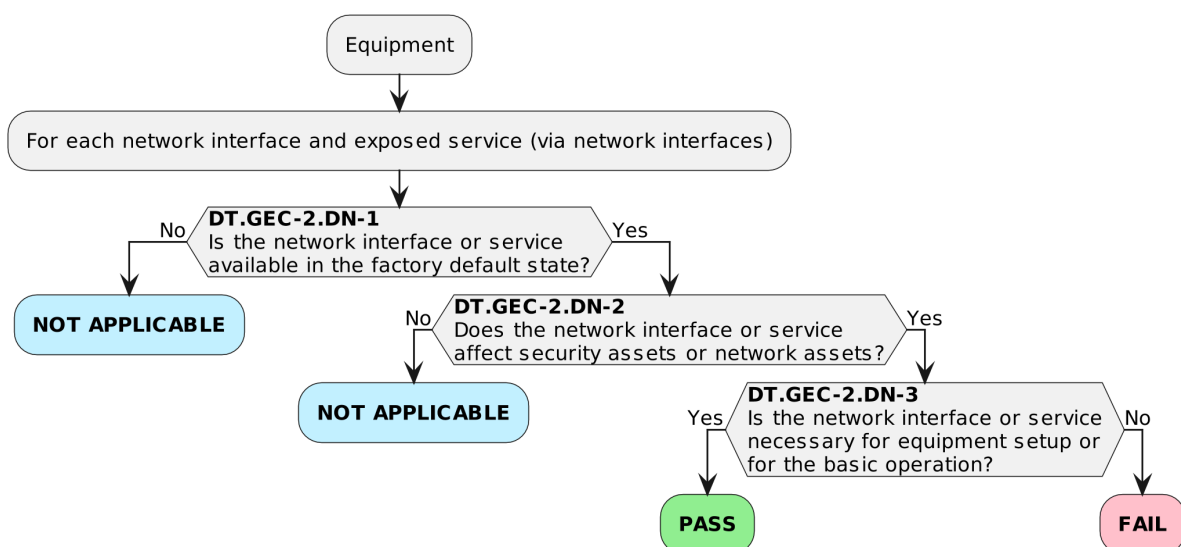 Equipment
For each network interface and exposed service (via network interfaces)
DT.GEC-2.DN-1
No
Is the network interface or service
Yes
available in the factory default state?
NOT APPLICABLE
DT.GEC-2.DN-2
No
Does the network interface or service
Yes
affect security assets or network assets?
NOT APPLICABLE
DT.GEC-2.DN-3
Yes
Is the network interface or service
No
necessary for equipment setup or
for the basic operation?
PASS
FAIL